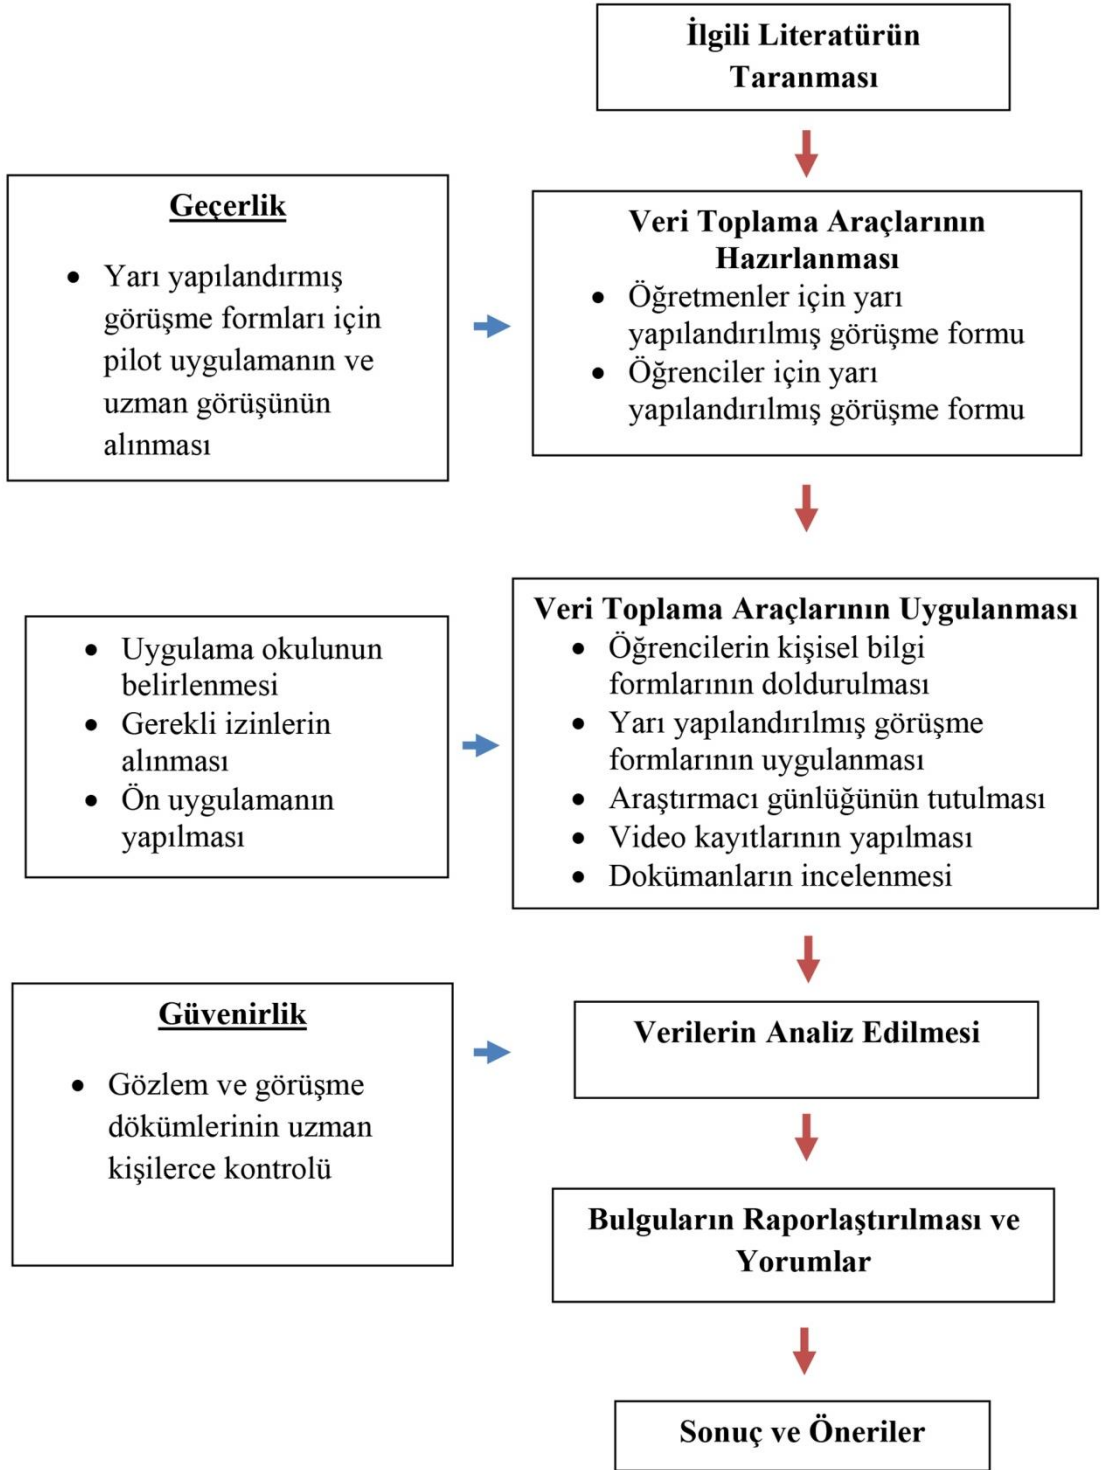 İlgili Literatürün
Taranması
Geçerlik
• Yarı yapılandırmış
görüşme formları için
pilot uygulamanın ve
uzman görüşünün
alınması
Veri Toplama Araçlarının
Hazırlanması
• Öğretmenler için yarı
yapılandırılmış görüşme formu
• Öğrenciler için yarı
yapılandırılmış görüşme formu
• Uygulama okulunun
belirlenmesi
• Gerekli izinlerin
alınması
• Ön uygulamanın
yapılması
Veri Toplama Araçlarının Uygulanması
• Öğrencilerin kişisel bilgi
formlarının doldurulması
• Yarı yapılandırılmış görüşme
formlarının uygulanması
• Araştırmacı günlüğünün tutulması
• Video kayıtlarının yapılması
• Dokümanların incelenmesi
Güvenirlik
• Gözlem ve görüşme
dökümlerinin uzman
kişilerce kontrolü
Verilerin Analiz Edilmesi
Bulguların Raporlaştırılması ve
Yorumlar
Sonuç ve Öneriler